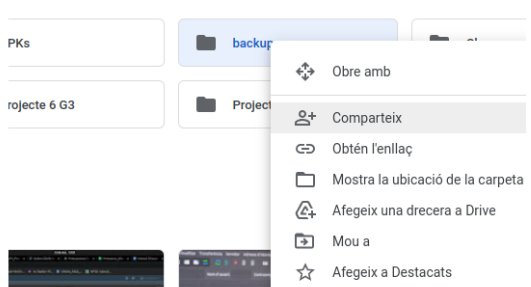 PKs
backup
rojecte 6 G3
Project
Obre amb
Comparteix
Obtén l'enllaç
Mostra la ubicació de la carpeta
Afegeix una drecera a Drive
Mou a
Afegeix a Destacats